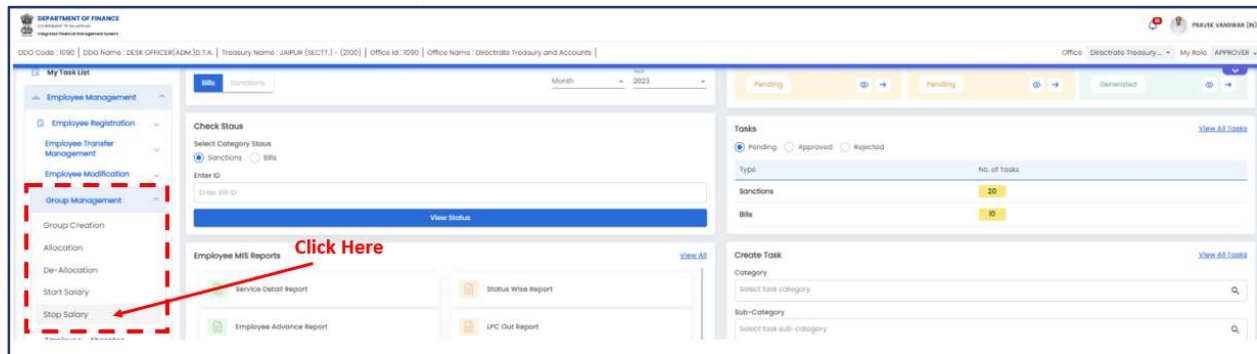 DEPARTMENT OF FINANCE
GOVERNMENT OF RAJASTHAN
Integrated Financial Management System
PRAVEK VANSWAR (IN)
DDO Code : 1090 | DDO Name : DESK OFFICER(ADM.)D.T.A. | Treasury Name : JAIPUR (SECTT.) - (2100) | Office Id : 1090 | Office Name : Directrate Treasury and Accounts |
Office Directrate Treasury ... My Role APPROVER
My Task List
Employee Management
Employee Registration
Employee Transfer Management
Employee Modification
Group Management
Group Creation
Allocation
De-Allocation
Start Salary
Stop Salary
Bills Sanctions
Month
2023
Pending
Pending
Generated
Check Staus
Select Category Staus
Sanctions Bills
Enter ID
Enter Bill ID
View Status
Tasks View All Tasks
Pending Approved Rejected
Type No. of Tasks
Sanctions 20
Bills 10
Click Here
Employee MIS Reports View All
Service Detail Report
Status Wise Report
Employee Advance Report
LPC Out Report
Create Task View All Tasks
Category
Select task category
Sub-Category
Select task sub-category